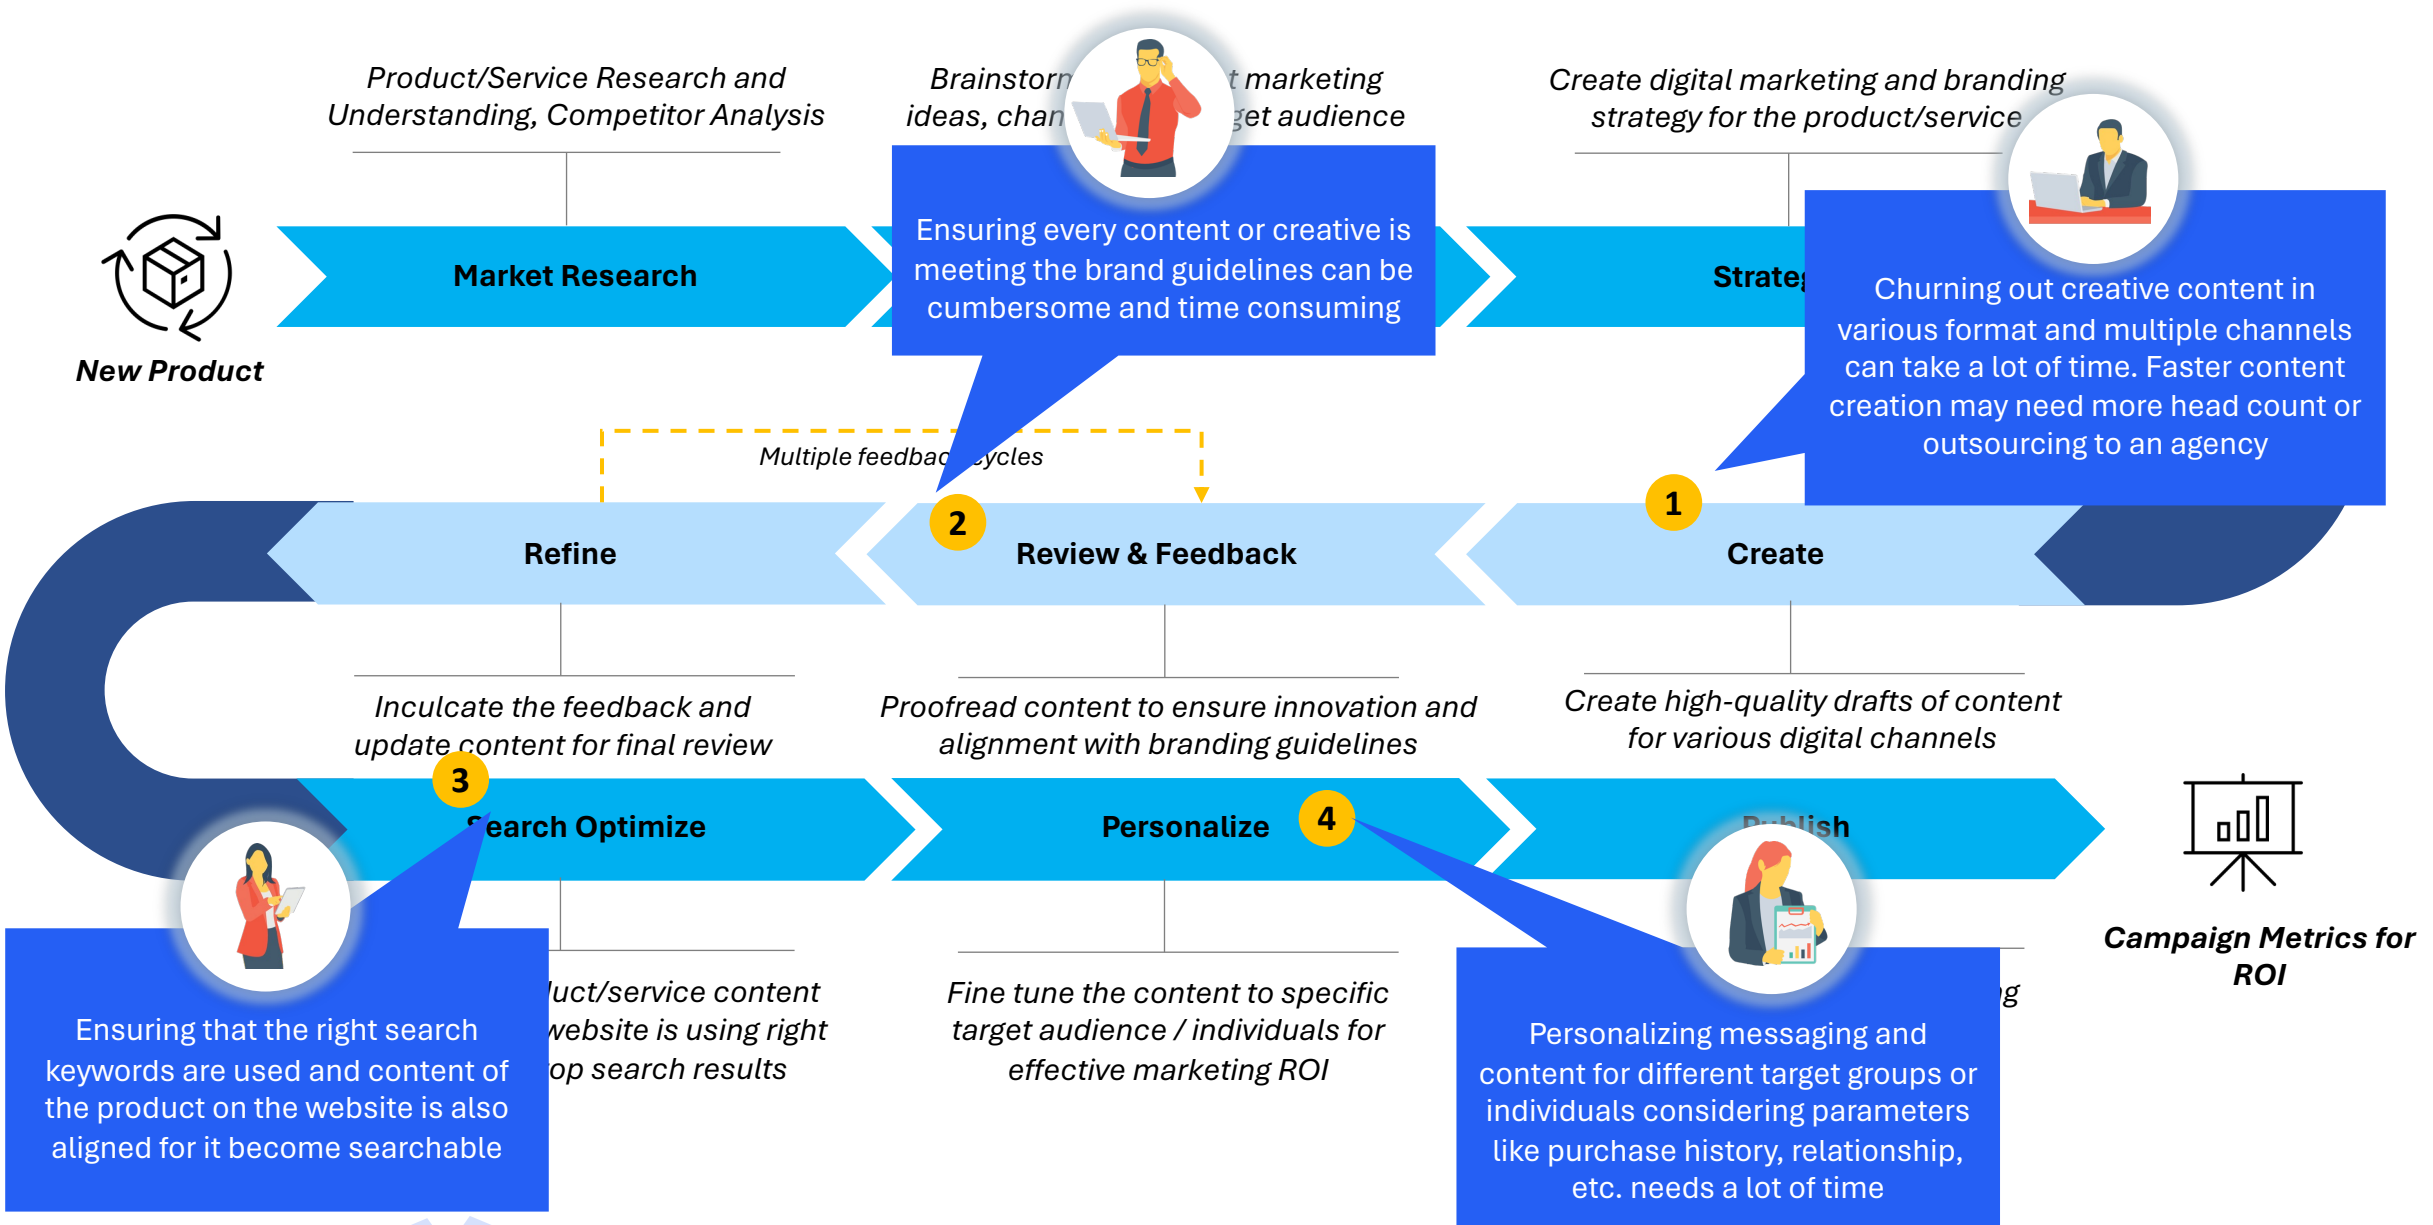 Product/Service Research and
Understanding, Competitor Analysis
marketing
ideas,
audience
Create digital marketing and branding
strategy for the product/service
New Product
Market Research
Ensuring every content or creative is
meeting the brand guidelines can be
cumbersome and time consuming
Churning out creative content in
various format and multiple channels
can take a lot of time. Faster content
creation may need more head count or
outsourcing to an agency
Multiple feedback cycles
1
2
Refine
Review & Feedback
Create
Inculcate the feedback and
update content for final review
Proofread content to ensure innovation and
alignment with branding guidelines
Create high-quality drafts of content
for various digital channels
3
Search Optimize
Personalize
4
Publish
Campaign Metrics for
ROI
content
website is using right
search results
Fine tune the content to specific
target audience / individuals for
effective marketing ROI
Ensuring that the right search
keywords are used and content of
the product on the website is also
aligned for it become searchable
Personalizing messaging and
content for different target groups or
individuals considering parameters
like purchase history, relationship,
etc. needs a lot of time